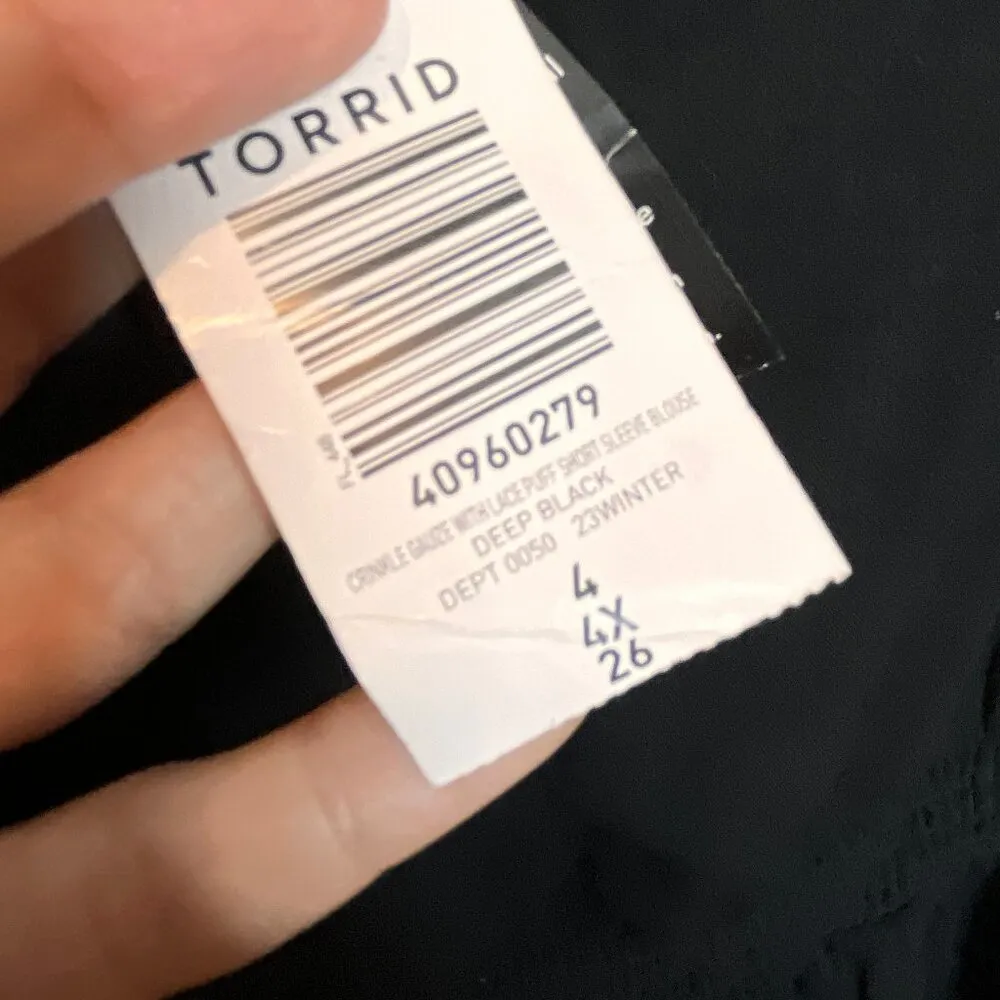 TORRID
40960279
CRINKLE GAUZE WITH LACE PUFF SHORT SLEEVE BLOUSE
DEEP BLACK
DEPT 0050 23WINTER
4
4X
26